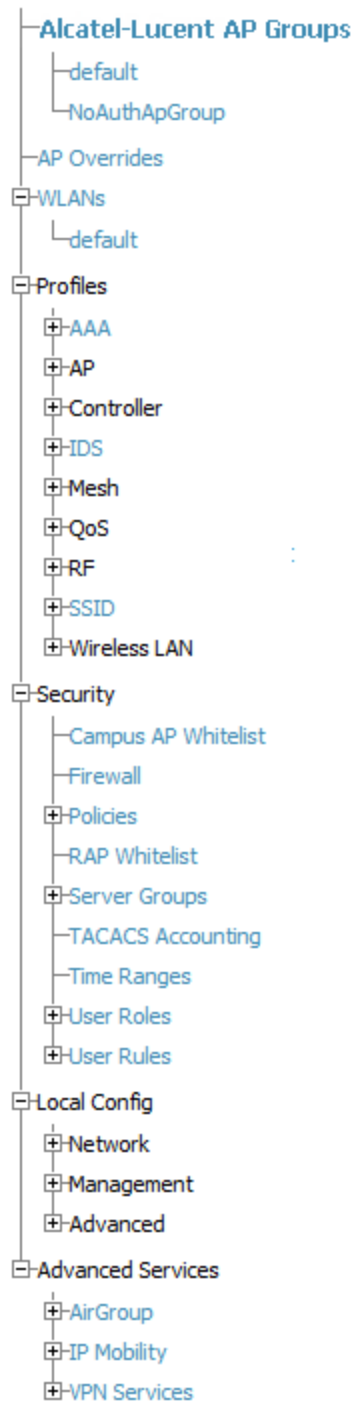 Alcatel-Lucent AP Groups
default
NoAuthApGroup
AP Overrides
WLANs
default
Profiles
AAA
AP
Controller
IDS
Mesh
QoS
RF
SSID
Wireless LAN
Security
Campus AP Whitelist
Firewall
Policies
RAP Whitelist
Server Groups
TACACS Accounting
Time Ranges
User Roles
User Rules
Local Config
Network
Management
Advanced
Advanced Services
AirGroup
IP Mobility
VPN Services